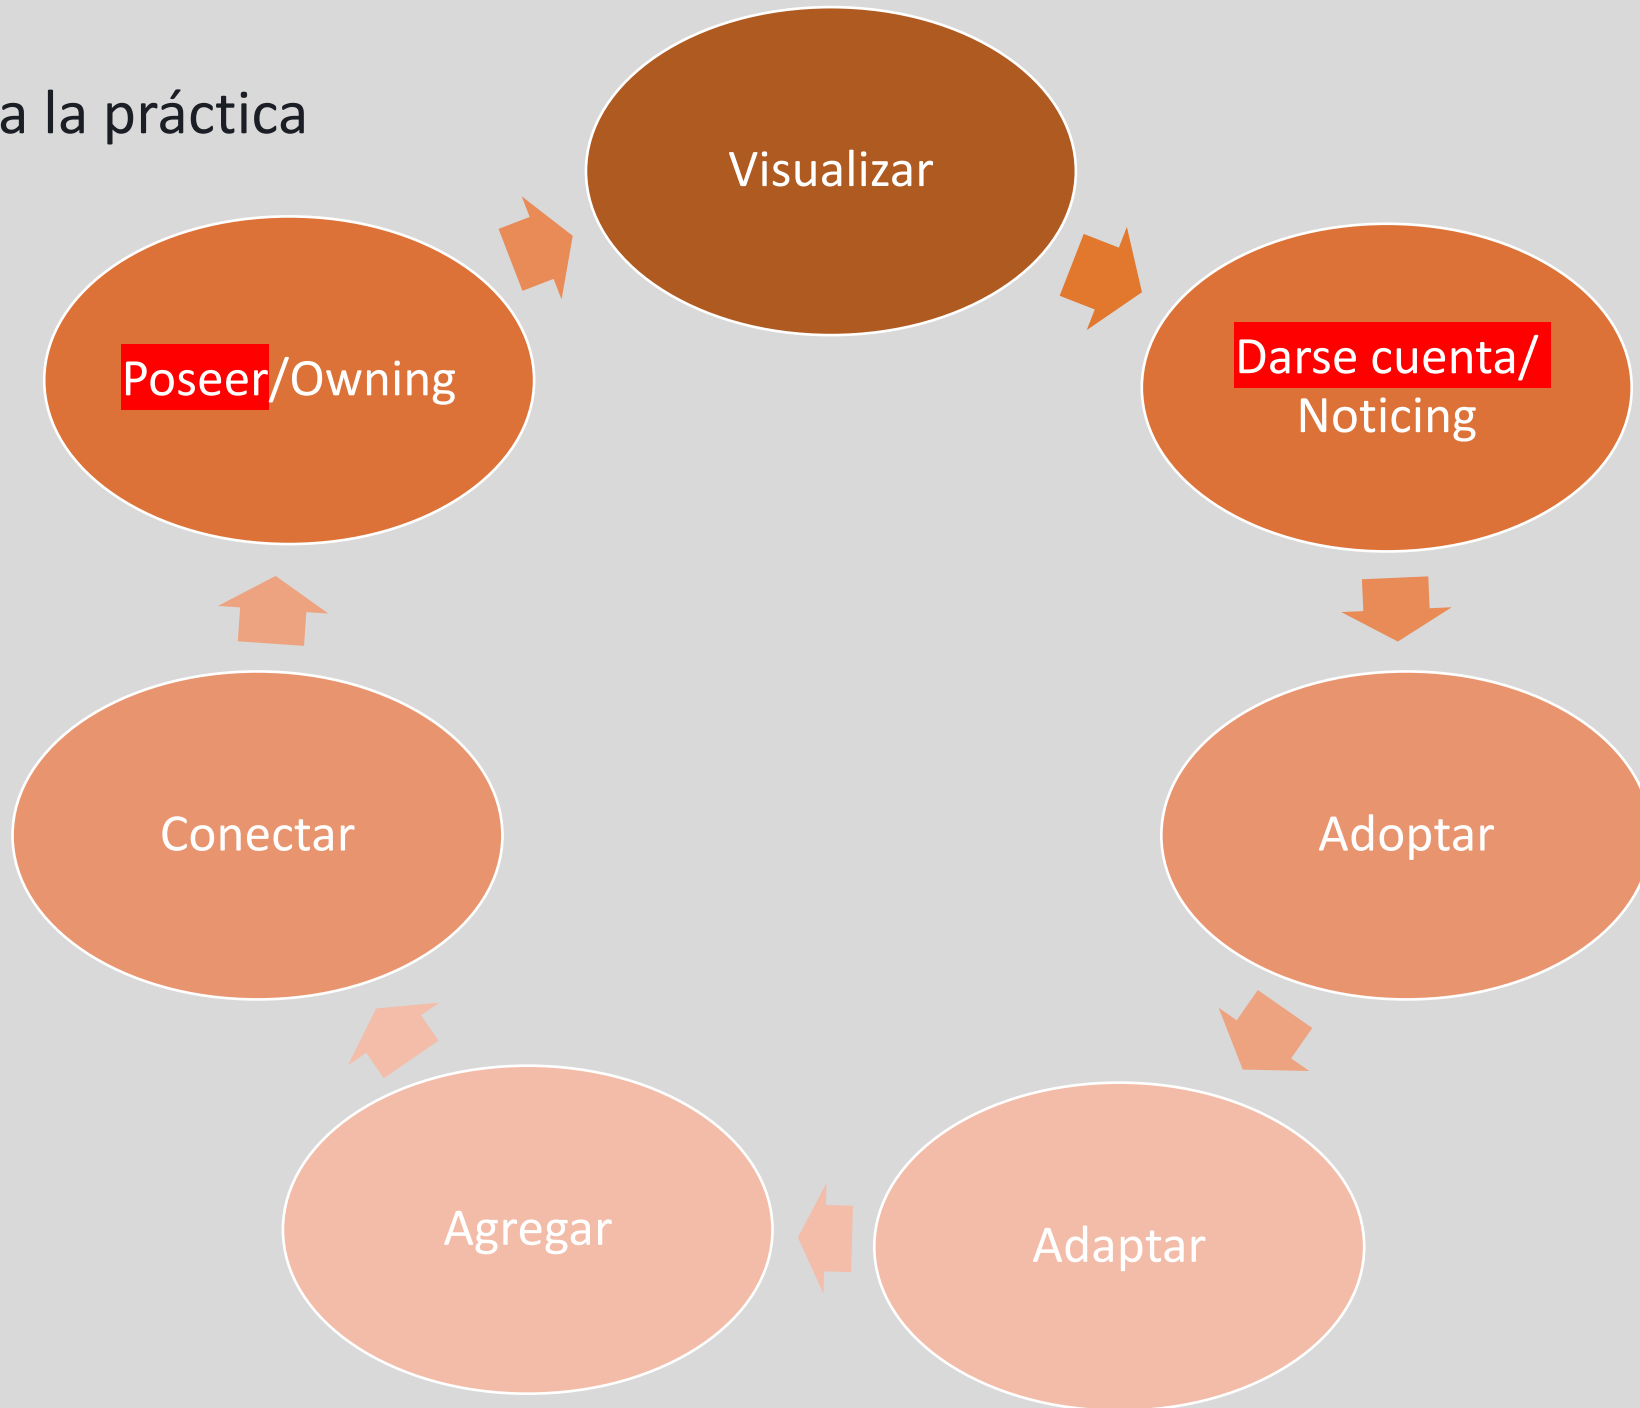 a la práctica
Visualizar
Darse cuenta/
Noticing
Adoptar
Adaptar
Agregar
Conectar
Poseer/Owning